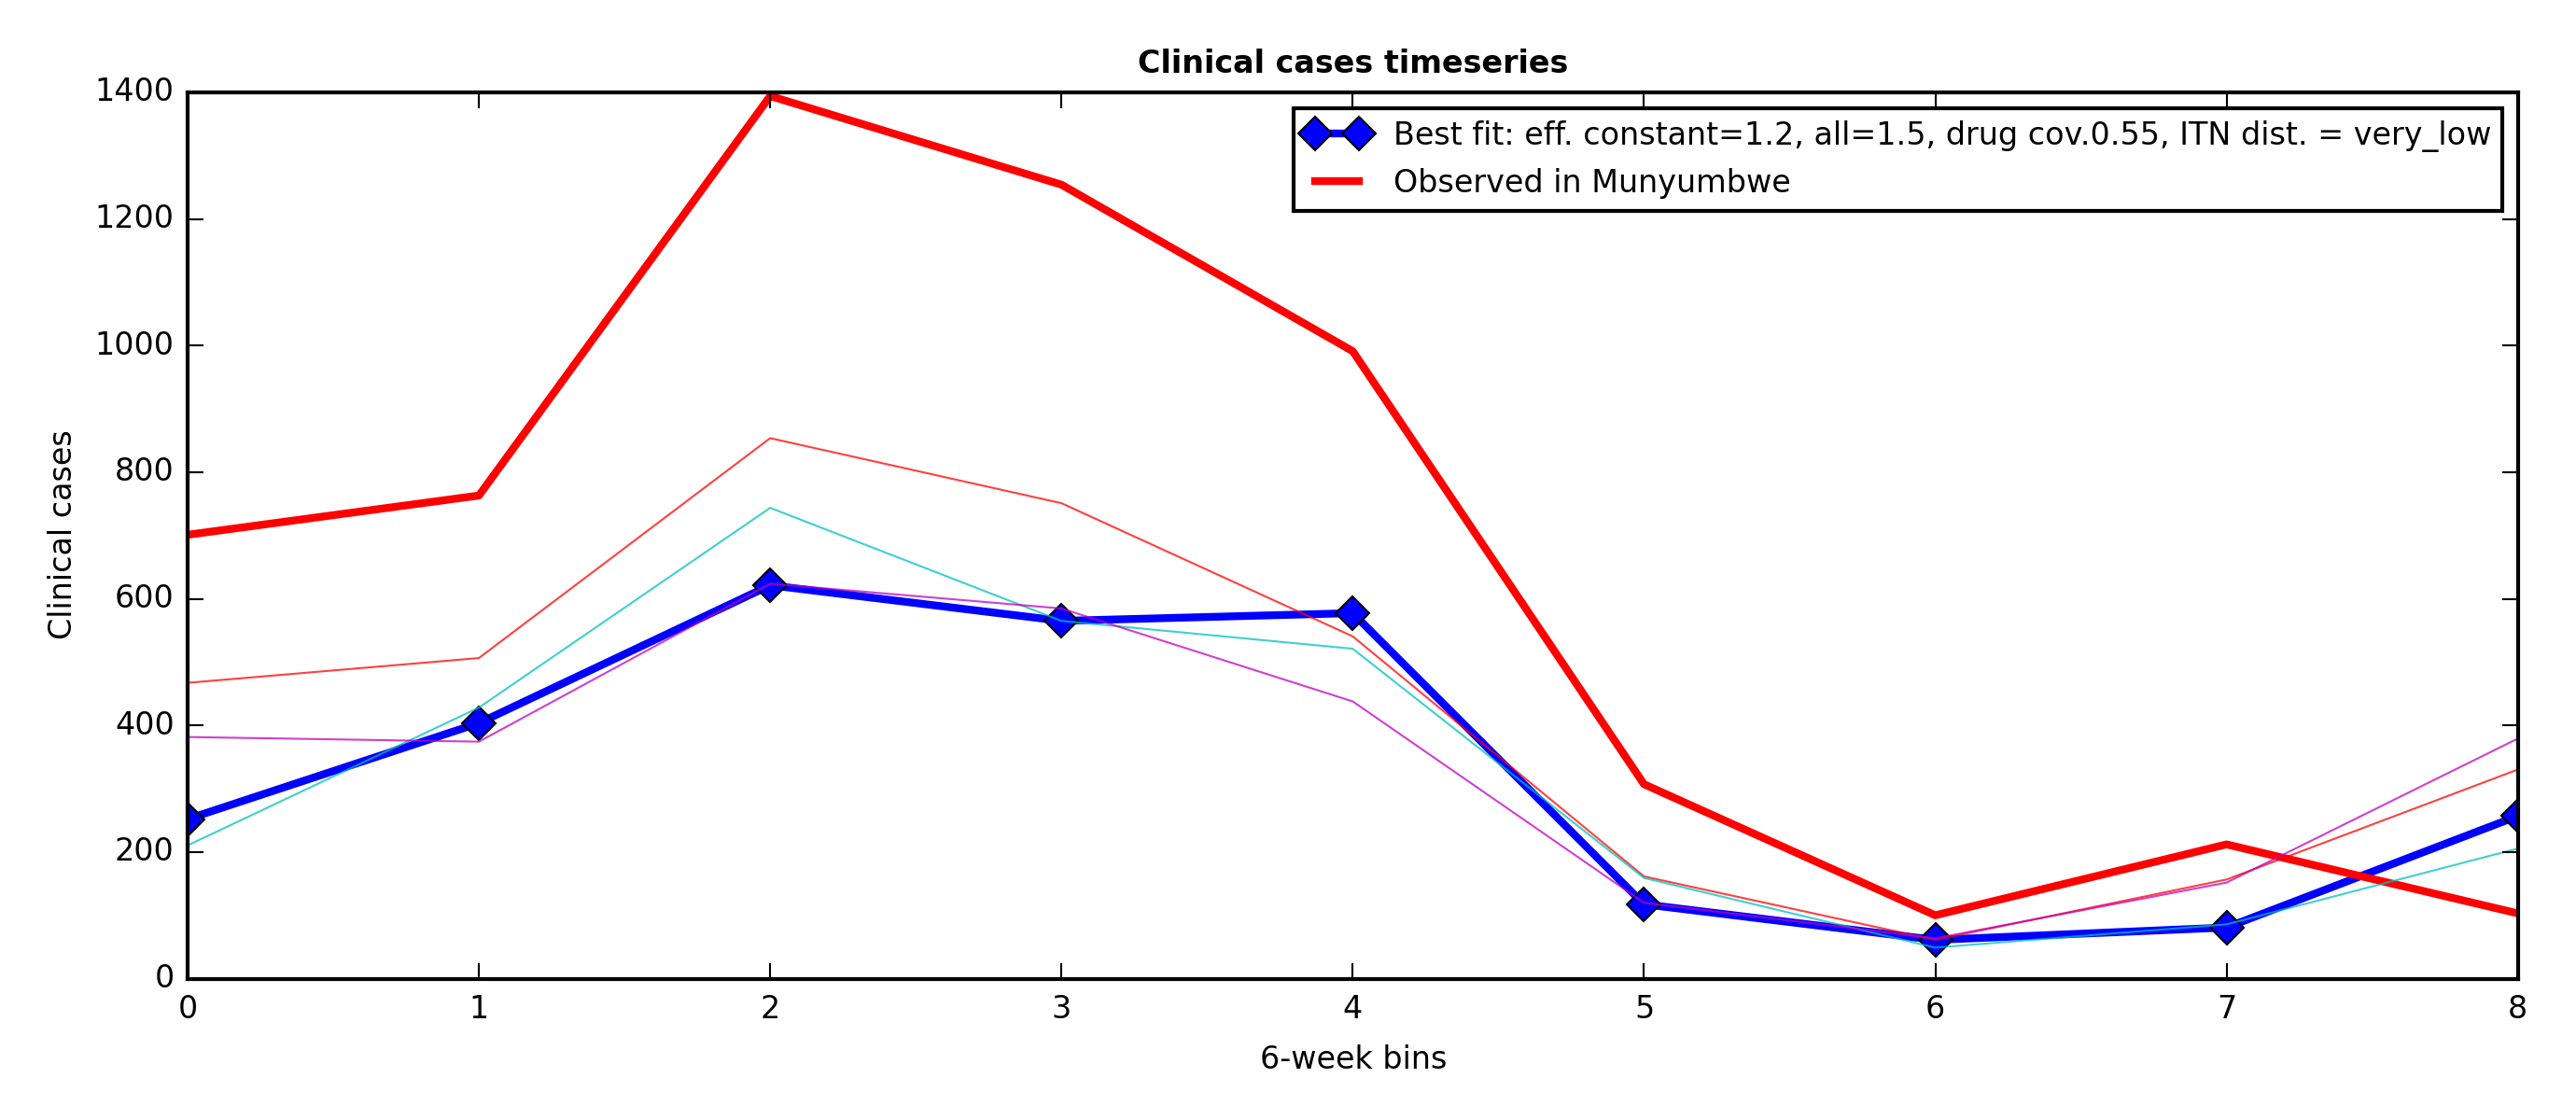 Clinical cases timeseries
1400
1200
1000
800
600
400
200
0
Clinical cases
Best fit: eff. constant=1.2, all=1.5, drug cov.0.55, ITN dist. = very_low
Observed in Munyumbwe
0 1 2 3 4 5 6 7 8
6-week bins